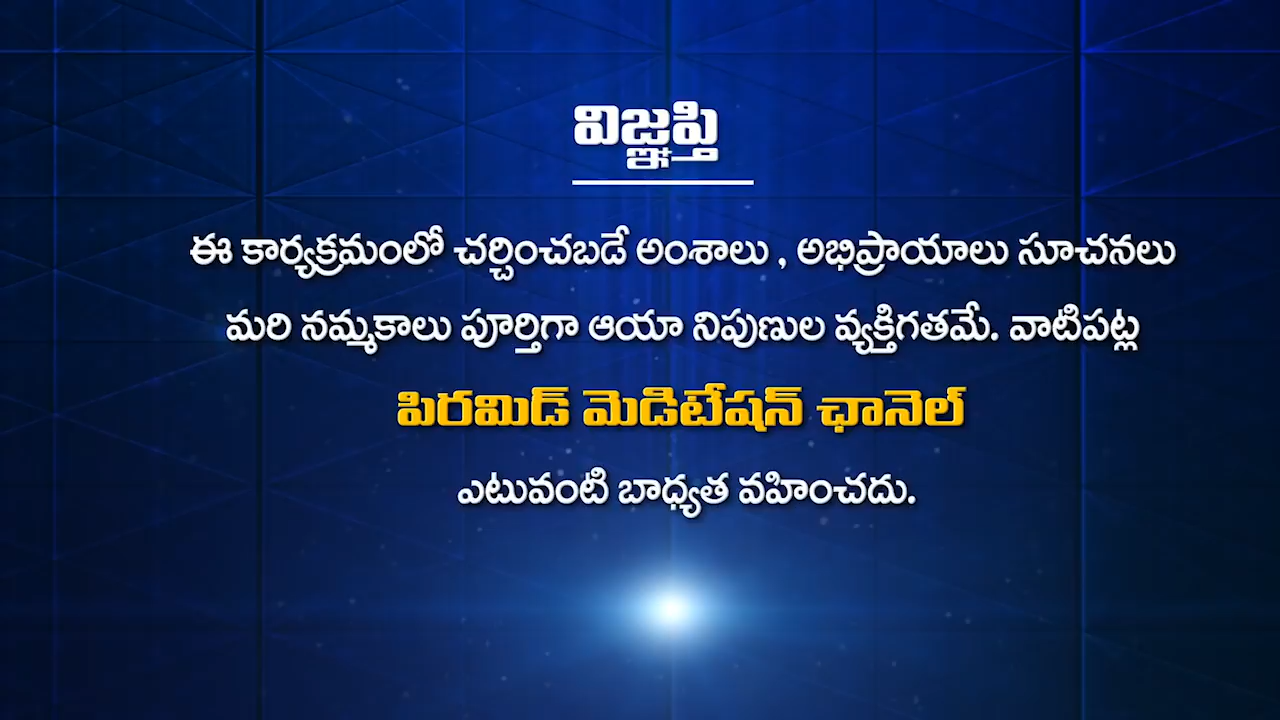 విజ్ఞప్తి
ఈ కార్యక్రమంలో చర్చించబడే అంశాలు , అభిప్రాయాలు సూచనలు
మరి నమ్మకాలు పూర్తిగా ఆయా నిపుణుల వ్యక్తిగతమే. వాటిపట్ల
పిరమిడ్ మెడిటేషన్ ఛానెల్
ఎటువంటి బాధ్యత వహించదు.